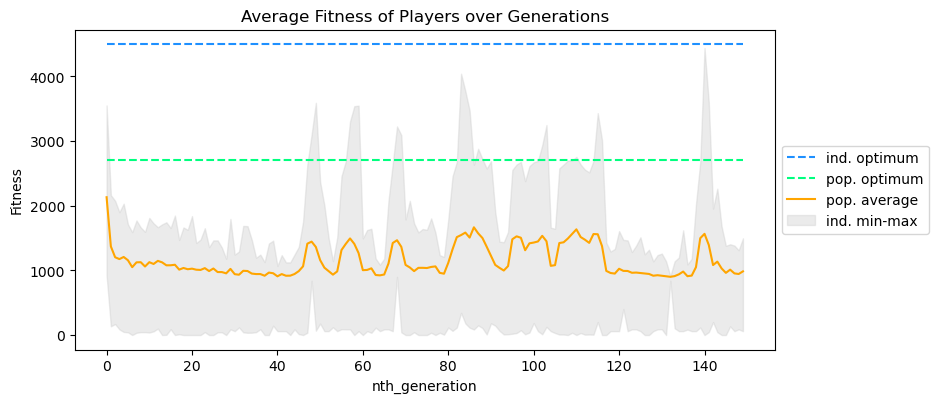 Average Fitness of Players over Generations
Fitness
4000
3000
2000
1000
0
0 20 40 60 80 100 120 140
nth_generation
ind. optimum
pop. optimum
pop. average
ind. min-max